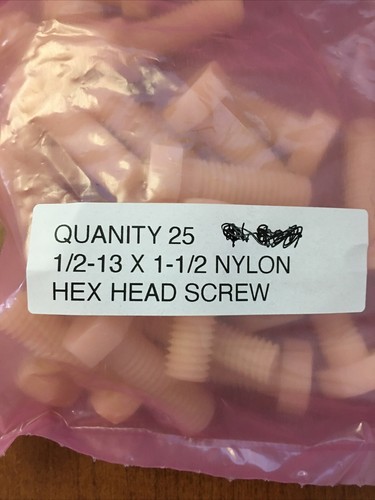 QUANITY 25
1/2-13 X 1-1/2 NYLON
HEX HEAD SCREW